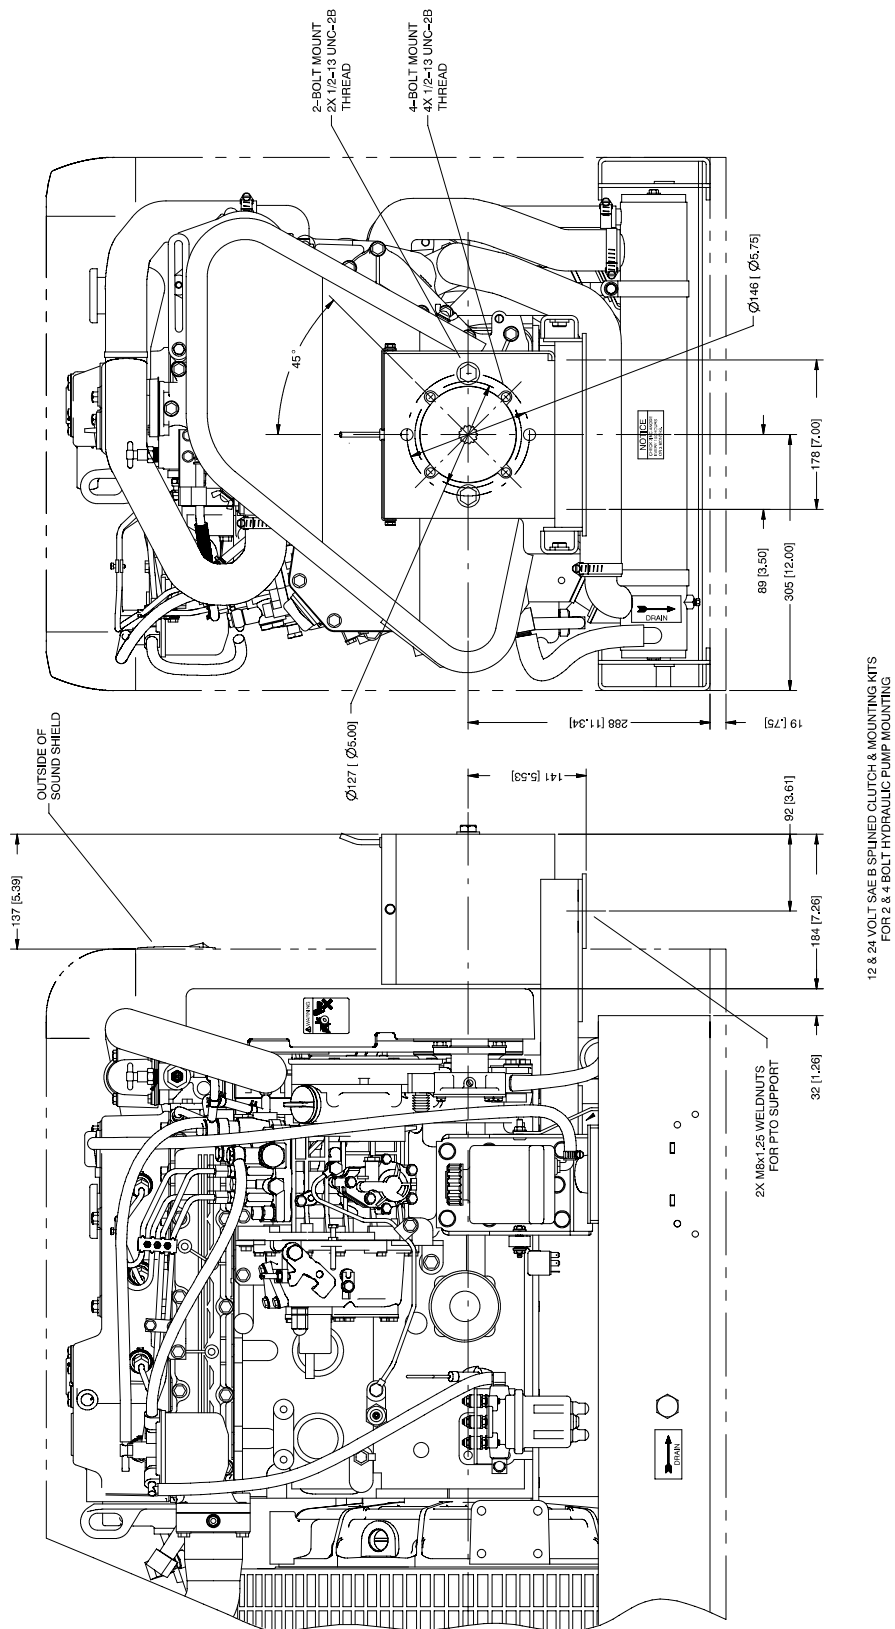 2-BOLT MOUNT
2X 1/2-13 UNC-2B
THREAD
4-BOLT MOUNT
4X 1/2-13 UNC-2B
THREAD
45°
Ø146 [ Ø5.75]
NOTICE
178 [7.00]
89 [3.50]
305 [12.00]
DRAIN
Ø127 [ Ø5.00]
288 [11.34]
19 [.75]
OUTSIDE OF
SOUND SHIELD
137 [5.39]
141 [5.53]
92 [3.61]
184 [7.26]
32 [1.26]
WARNING
2X M8x1.25 WELDNUTS
FOR PTO SUPPORT
DRAIN
12 & 24 VOLT SAE B SPLINED CLUTCH & MOUNTING KITS
FOR 2 & 4 BOLT HYDRAULIC PUMP MOUNTING